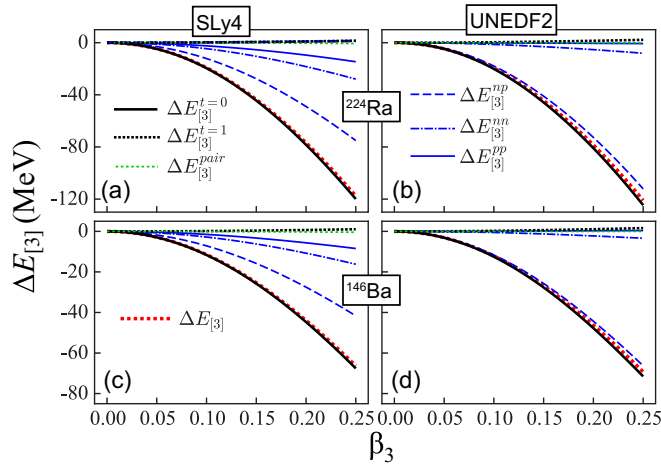 SLy4 UNEDF2
0
-40
-80
-120
ΔE[3]^{t=0}
ΔE[3]^{t=1}
ΔE[3]^{pair}
(a)
²²⁴Ra
ΔE[3]^{np}
ΔE[3]^{nn}
ΔE[3]^{pp}
(b)
ΔE[3] (MeV)
0
-20
-40
-60
-80
ΔE[3]
(c)
¹⁴⁶Ba
(d)
0.00 0.05 0.10 0.15 0.20 0.25 0.00 0.05 0.10 0.15 0.20 0.25
β₃